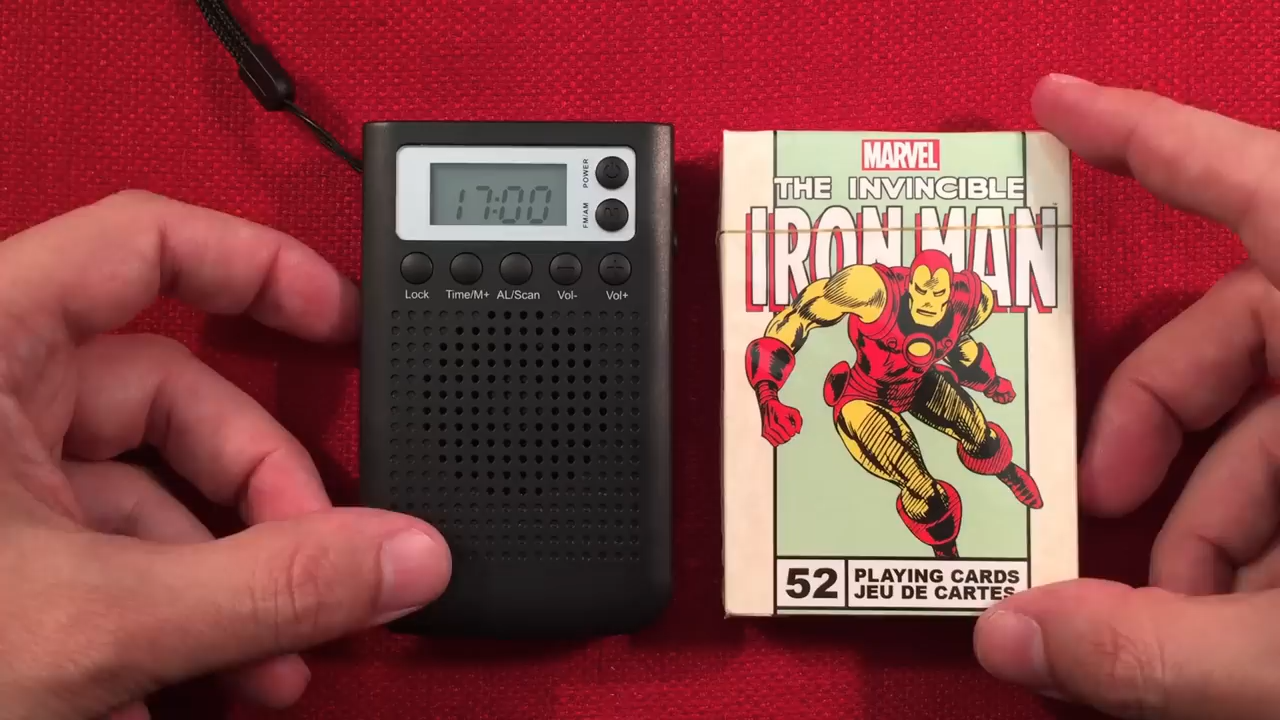 17:00
POWER
FM/AM
Lock Time/M+ AL/Scan Vol- Vol+
MARVEL
THE INVINCIBLE
IRON MAN
52
PLAYING CARDS
JEU DE CARTES